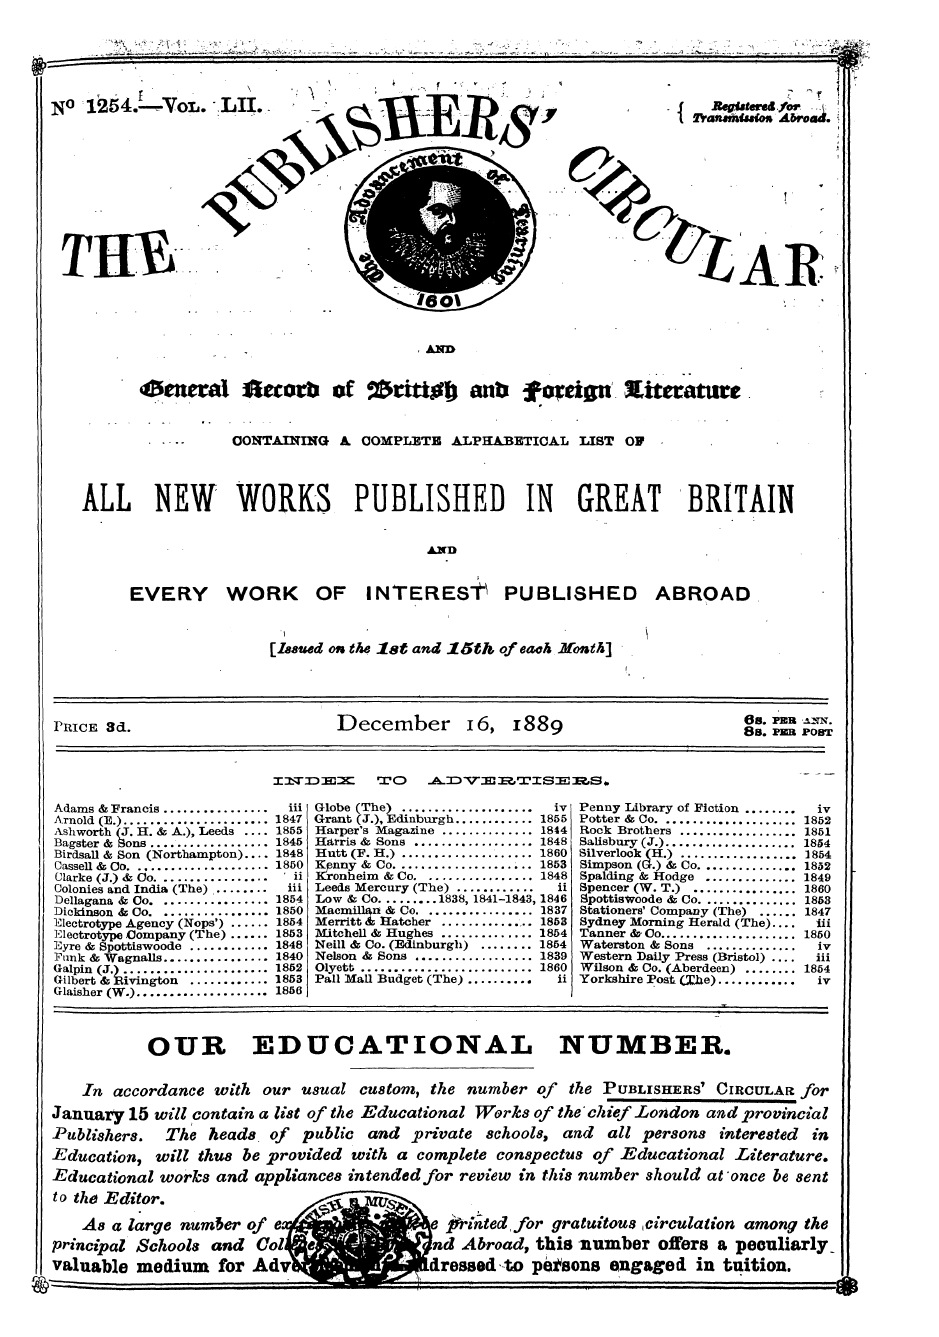 No 1254.—VOL. LII.
Registered for
Transmission Abroad.
THE PUBLISHERS' CIRCULAR
The Advancement of Learning
1601
AND
General Record of British and Foreign Literature
CONTAINING A COMPLETE ALPHABETICAL LIST OF
ALL NEW WORKS PUBLISHED IN GREAT BRITAIN
AND
EVERY WORK OF INTEREST PUBLISHED ABROAD
[Issued on the 1st and 15th of each Month]
PRICE 3d.
December 16, 1889
6s. PER ANN.
8s. PER POST
INDEX TO ADVERTISERS.
Adams & Francis ................ iii
Arnold (E.)...................... 1847
Ashworth (J. H. & A.), Leeds .... 1855
Bagster & Sons .................. 1845
Birdsall & Son (Northampton).... 1848
Cassell & Co. .................... 1850
Clarke (J.) & Co. ................ ii
Colonies and India (The) ........ iii
Dellagana & Co. ................. 1854
Dickinson & Co. ................ 1850
Electrotype Agency (Nops') ...... 1854
Electrotype Company (The) ...... 1853
Eyre & Spottiswoode ............ 1848
Funk & Wagnalls................ 1840
Galpin (J.) ...................... 1852
Gilbert & Rivington ............ 1853
Glaisher (W.).................... 1856
Globe (The) .................... iv
Grant (J.), Edinburgh............ 1855
Harper's Magazine .............. 1844
Harris & Sons .................. 1848
Hutt (F. H.) .................... 1860
Kenny & Co. .................... 1853
Kronheim & Co. ................ 1848
Leeds Mercury (The) ............ ii
Low & Co. ........1838, 1841-1843, 1846
Macmillan & Co. ................ 1837
Merritt & Hatcher .............. 1853
Mitchell & Hughes .............. 1854
Neill & Co. (Edinburgh) ........ 1854
Nelson & Sons .................. 1839
Olyett .......................... 1860
Pall Mall Budget (The) .......... ii
Penny Library of Fiction ........ iv
Potter & Co. .................... 1852
Rock Brothers .................. 1851
Salisbury (J.).................... 1854
Silverlock (H.) .................. 1854
Simpson (G.) & Co. .............. 1852
Spalding & Hodge .............. 1849
Spencer (W. T.) ................ 1860
Spottiswoode & Co. .............. 1853
Stationers' Company (The) ...... 1847
Sydney Morning Herald (The).... iii
Tanner & Co..................... 1850
Waterston & Sons .............. iv
Western Daily Press (Bristol) .... iii
Wilson & Co. (Aberdeen) ........ 1854
Yorkshire Post (The)............ iv
OUR EDUCATIONAL NUMBER.
In accordance with our usual custom, the number of the PUBLISHERS' CIRCULAR for
January 15 will contain a list of the Educational Works of the chief London and provincial
Publishers. The heads of public and private schools, and all persons interested in
Education, will thus be provided with a complete conspectus of Educational Literature.
Educational works and appliances intended for review in this number should at once be sent
to the Editor.
As a large number of printed for gratuitous circulation among the
principal Schools and and Abroad, this number offers a peculiarly
valuable medium for to persons engaged in tuition.
BRITISH MUSEUM